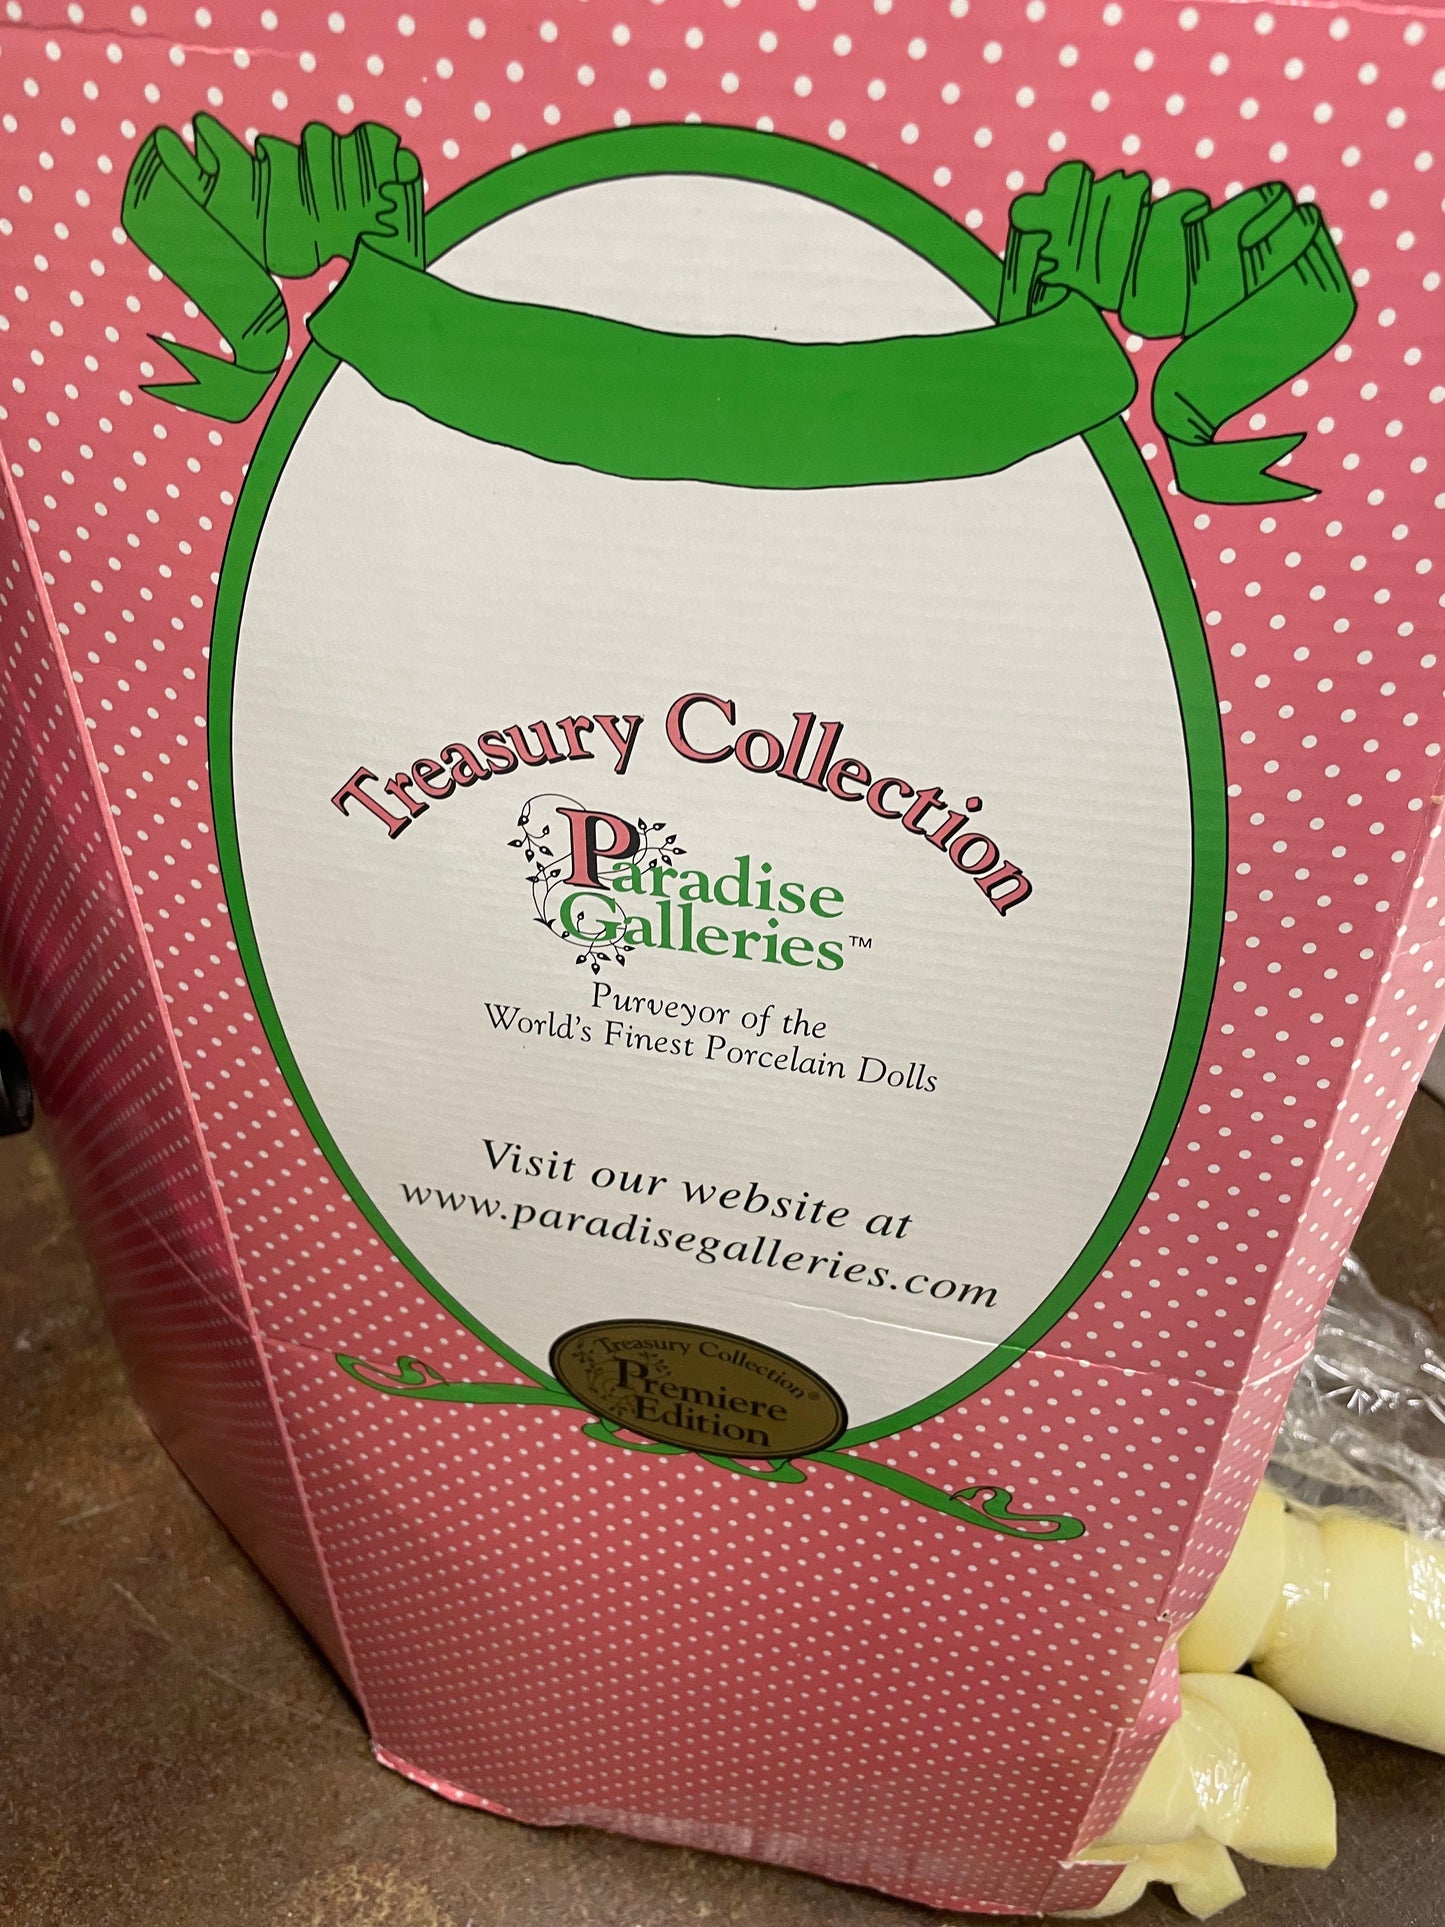 Treasury Collection
Paradise
Galleries™
Purveyor of the
World's Finest Porcelain Dolls
Visit our website at
www.paradisegalleries.com
Treasury Collection®
Premiere
Edition